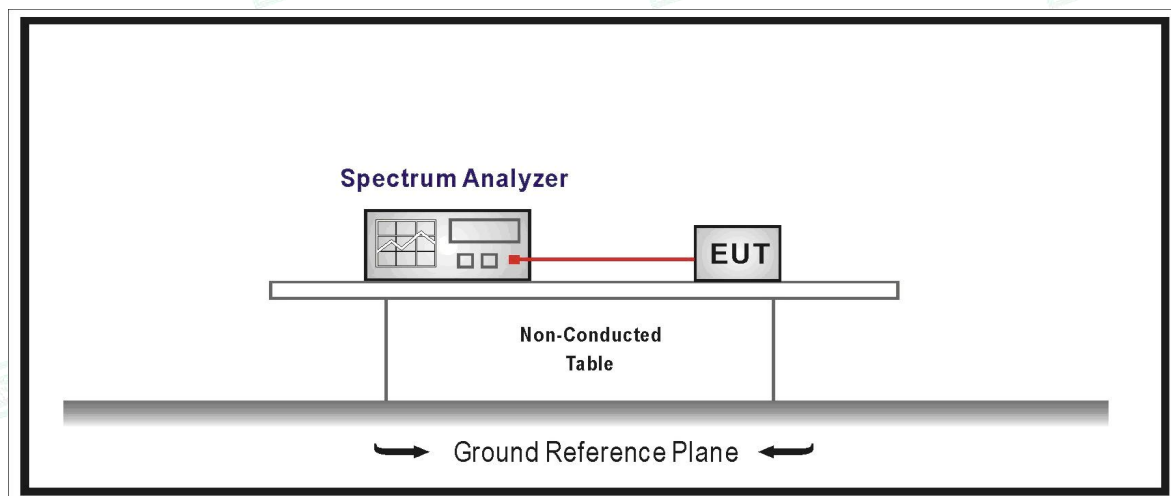 Spectrum Analyzer
EUT
Non-Conducted
Table
Ground Reference Plane